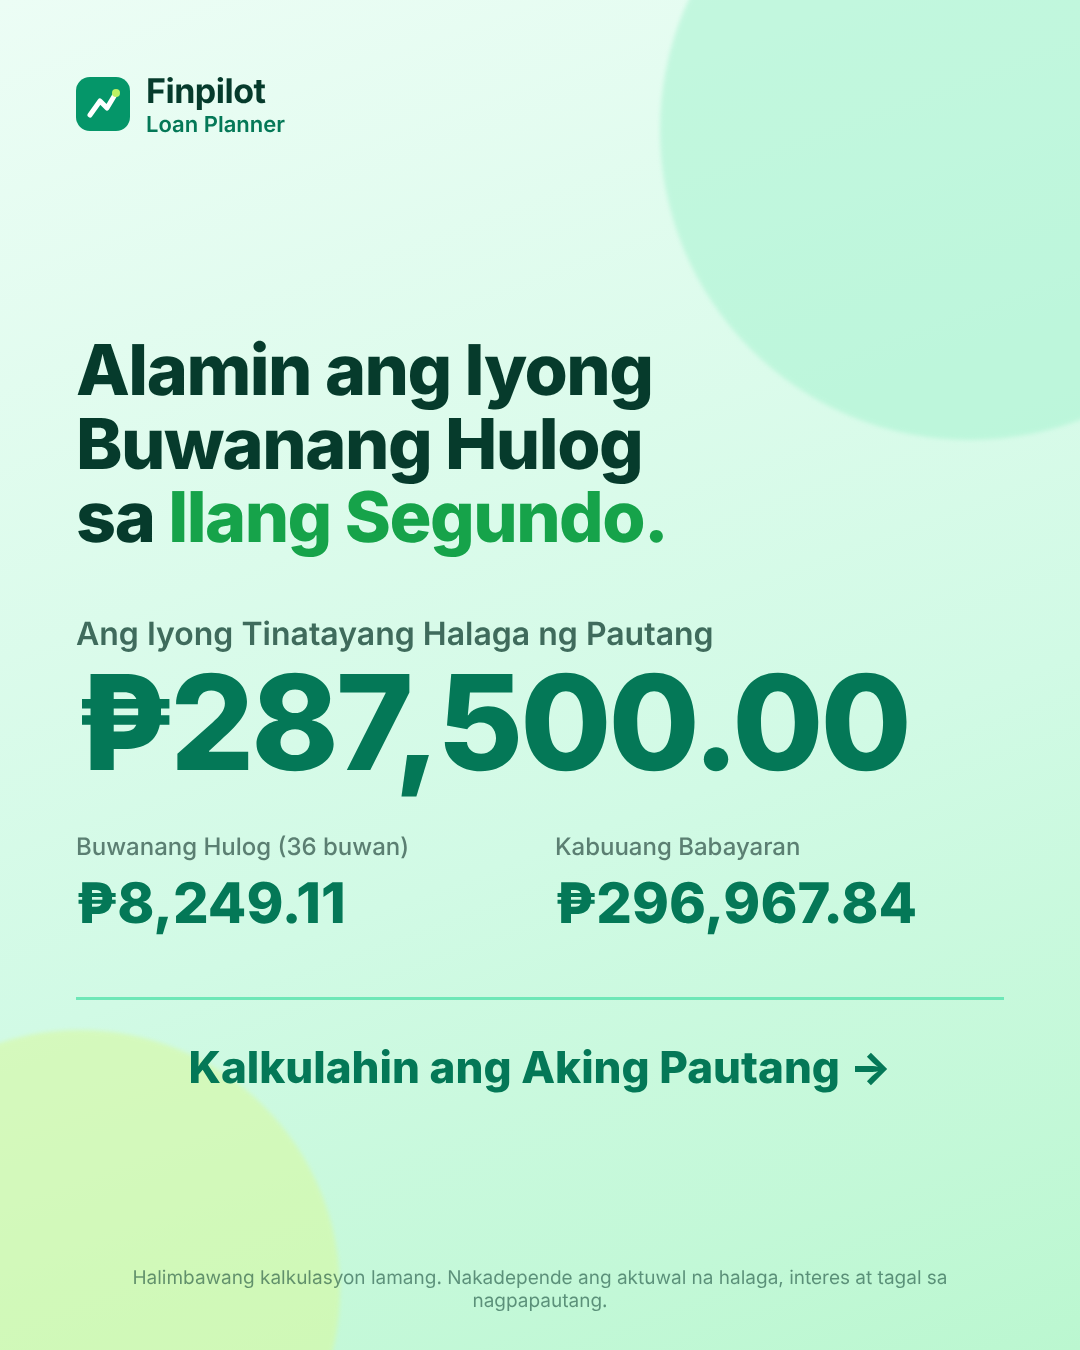 Finpilot
Loan Planner
Alamin ang Iyong
Buwanang Hulog
sa Ilang Segundo.
Ang Iyong Tinatayang Halaga ng Pautang
₱287,500.00
Buwanang Hulog (36 buwan)
₱8,249.11
Kabuuang Babayaran
₱296,967.84
Kalkulahin ang Aking Pautang →
Halimbawang kalkulasyon lamang. Nakadepende ang aktuwal na halaga, interes at tagal sa
nagpapautang.